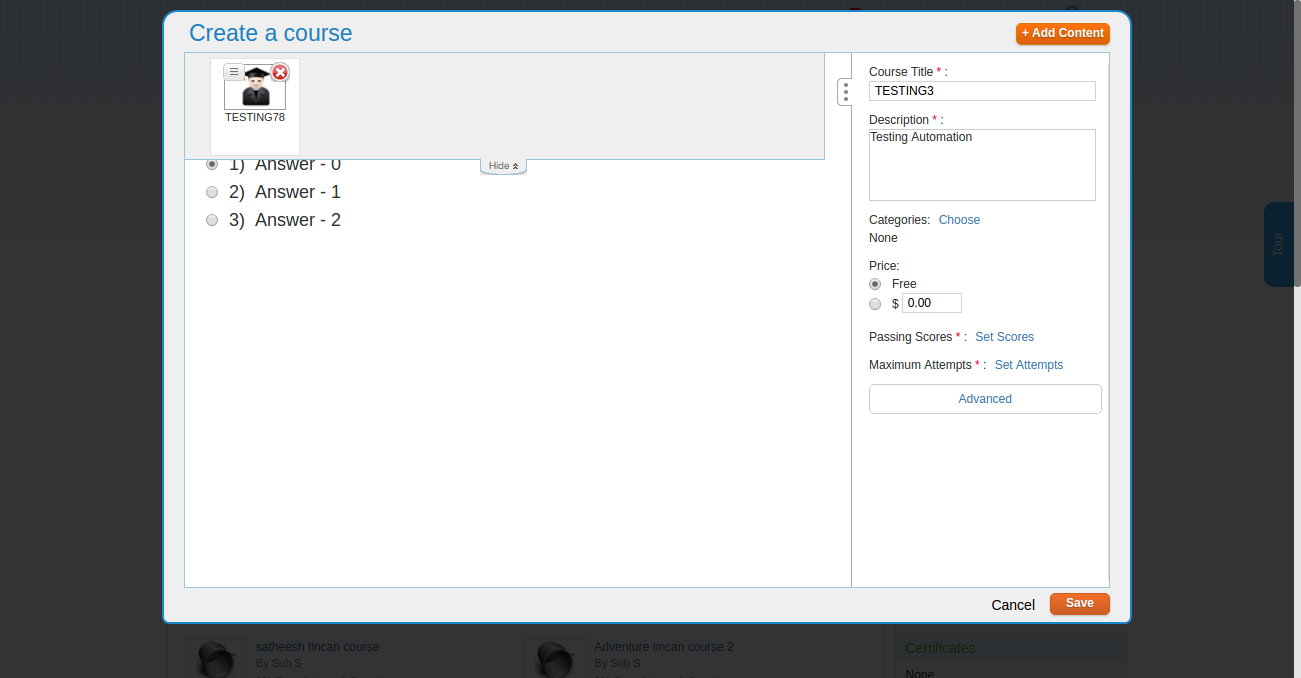 Create a course
+ Add Content
TESTING78
1) Answer - 0
Hide
2) Answer - 1
3) Answer - 2
Course Title * :
TESTING3
Description * :
Testing Automation
Categories: Choose
None
Price:
Free
$ 0.00
Passing Scores * : Set Scores
Maximum Attempts * : Set Attempts
Advanced
Cancel
Save
Tour
satheesh tincan course
By Sub S
Adventure tincan course 2
By Sub S
Certificates
None